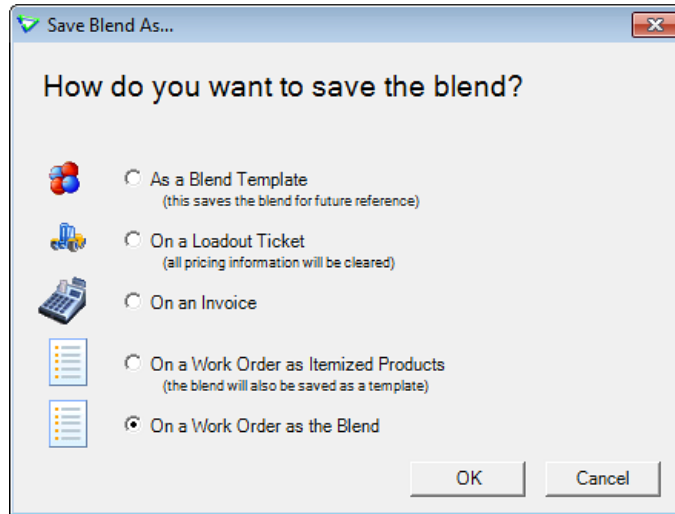 Save Blend As...
How do you want to save the blend?
As a Blend Template
(this saves the blend for future reference)
On a Loadout Ticket
(all pricing information will be cleared)
On an Invoice
On a Work Order as Itemized Products
(the blend will also be saved as a template)
On a Work Order as the Blend
OK Cancel